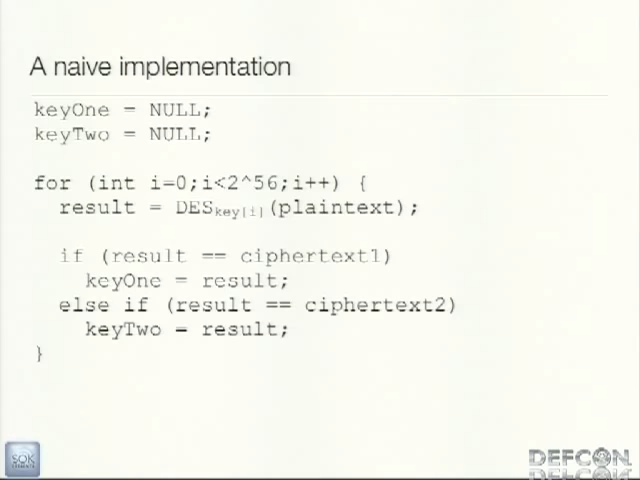 A naive implementation
keyOne = NULL;
keyTwo = NULL;
for (int i=0;i<2^56;i++) {
result = DESkey[i](plaintext);
if (result == ciphertext1)
keyOne = result;
else if (result == ciphertext2)
keyTwo = result;
}
SOK
DEFCON